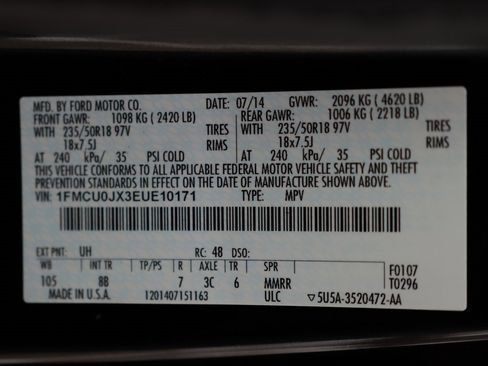 MFD. BY FORD MOTOR CO. DATE: 07/14 GVWR: 2096 KG ( 4620 LB)
FRONT GAWR: 1098 KG ( 2420 LB) REAR GAWR: 1006 KG ( 2218 LB)
WITH 235/50R18 97V TIRES WITH 235/50R18 97V TIRES
18x7.5J RIMS 18x7.5J RIMS
AT 240 kPa/ 35 PSI COLD AT 240 kPa/ 35 PSI COLD
THIS VEHICLE CONFORMS TO ALL APPLICABLE FEDERAL MOTOR VEHICLE SAFETY AND THEFT
PREVENTION STANDARDS IN EFFECT ON THE DATE OF MANUFACTURE SHOWN ABOVE.
VIN: 1FMCU0JX3EUE10171 TYPE: MPV
EXT PNT: UH RC: 48 DSO: F0107
WB INT TR TP/PS R AXLE TR SPR T0296
105 8B 7 3C 6 MMRR
MADE IN U.S.A. 1201407151163 ULC ▽5U5A-3520472-AA